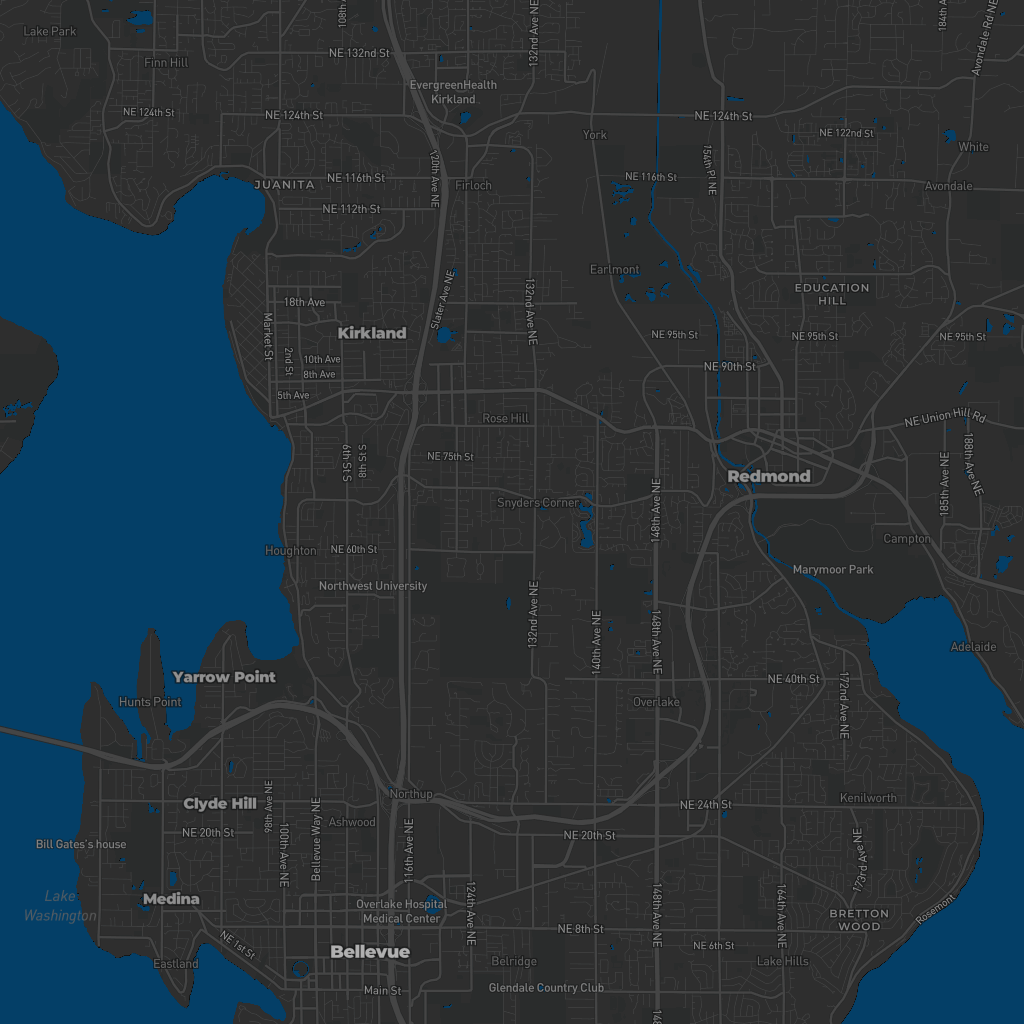 108th A
132nd Ave NE
184th A
Avondale Rd NE
Lake Park
NE 132nd St
Finn Hill
EvergreenHealth
Kirkland
NE 124th St
NE 124th St
NE 124th St
York
NE 122nd St
White
120th Ave NE
154th Pl NE
JUANITA
NE 116th St
Firloch
NE 116th St
Avondale
NE 112th St
Earlmont
EDUCATION
HILL
18th Ave
Slater Ave NE
132nd Ave NE
Market St
Kirkland
NE 95th St
NE 95th St
NE 95th St
2nd St
10th Ave
8th Ave
NE 90th St
5th Ave
Rose Hill
NE Union Hill Rd
6th St S
8th St S
NE 75th St
Redmond
185th Ave NE
188th Ave NE
Snyders Corner
148th Ave NE
Houghton
NE 60th St
Campton
Northwest University
Marymoor Park
132nd Ave NE
140th Ave NE
148th Ave NE
Adelaide
Yarrow Point
NE 40th St
172nd Ave NE
Hunts Point
Overlake
Northup
Clyde Hill
98th Ave NE
NE 24th St
Kenilworth
Ashwood
NE 20th St
100th Ave NE
Bellevue Way NE
116th Ave NE
NE 20th St
Bill Gates's house
173rd Ave NE
Medina
Lake
Washington
Overlake Hospital
Medical Center
124th Ave NE
148th Ave NE
164th Ave NE
BRETTON
WOOD
Rosemont
NE 8th St
NE 1st St
Bellevue
NE 6th St
Eastland
Belridge
Lake Hills
Main St
Glendale Country Club
148